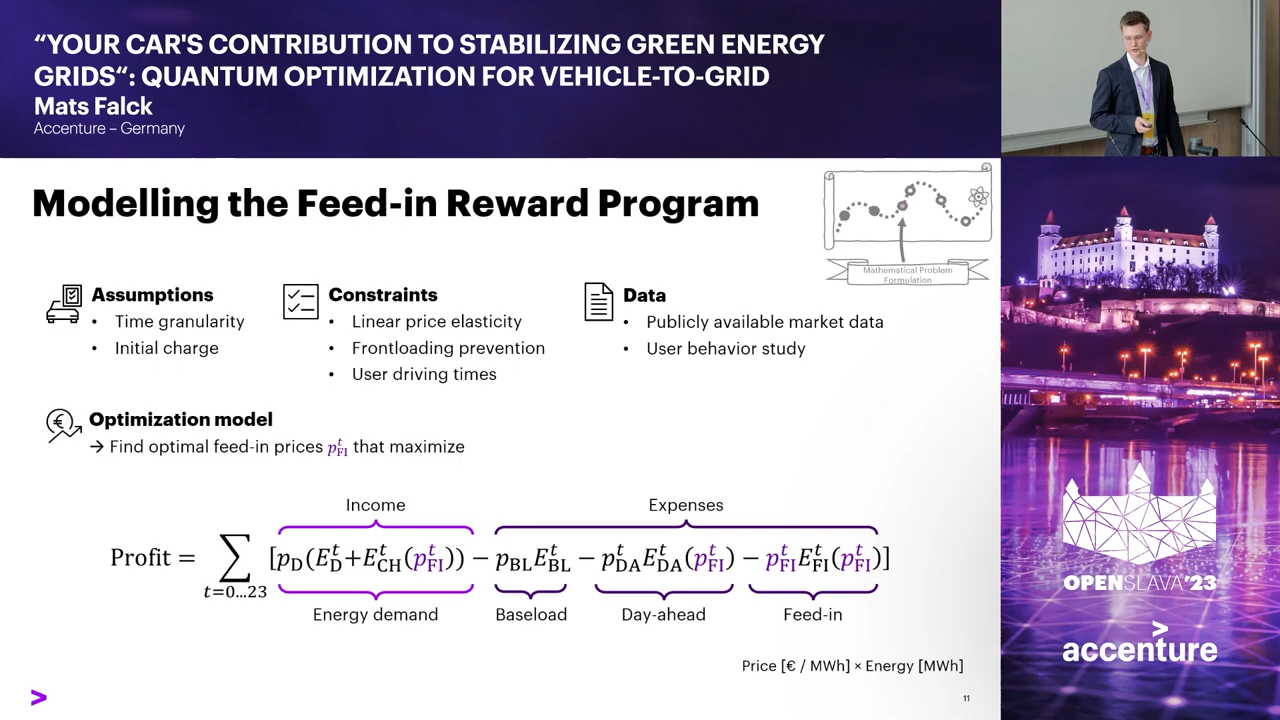 “YOUR CAR'S CONTRIBUTION TO STABILIZING GREEN ENERGY
GRIDS“: QUANTUM OPTIMIZATION FOR VEHICLE-TO-GRID
Mats Falck
Accenture – Germany
Modelling the Feed-in Reward Program
Mathematical Problem
Formulation
Assumptions
• Time granularity
• Initial charge
Constraints
• Linear price elasticity
• Frontloading prevention
• User driving times
Data
• Publicly available market data
• User behavior study
Optimization model
→ Find optimal feed-in prices p_FI^t that maximize
Income
Expenses
Profit = ∑ [p_D(E_D^t+E_CH^t(p_FI^t)) − p_BL E_BL^t − p_DA^t E_DA^t(p_FI^t) − p_FI^t E_FI^t(p_FI^t)]
t=0...23
Energy demand
Baseload
Day-ahead
Feed-in
Price [€ / MWh] × Energy [MWh]
>
11
OPENSLAVA'23
>
accenture